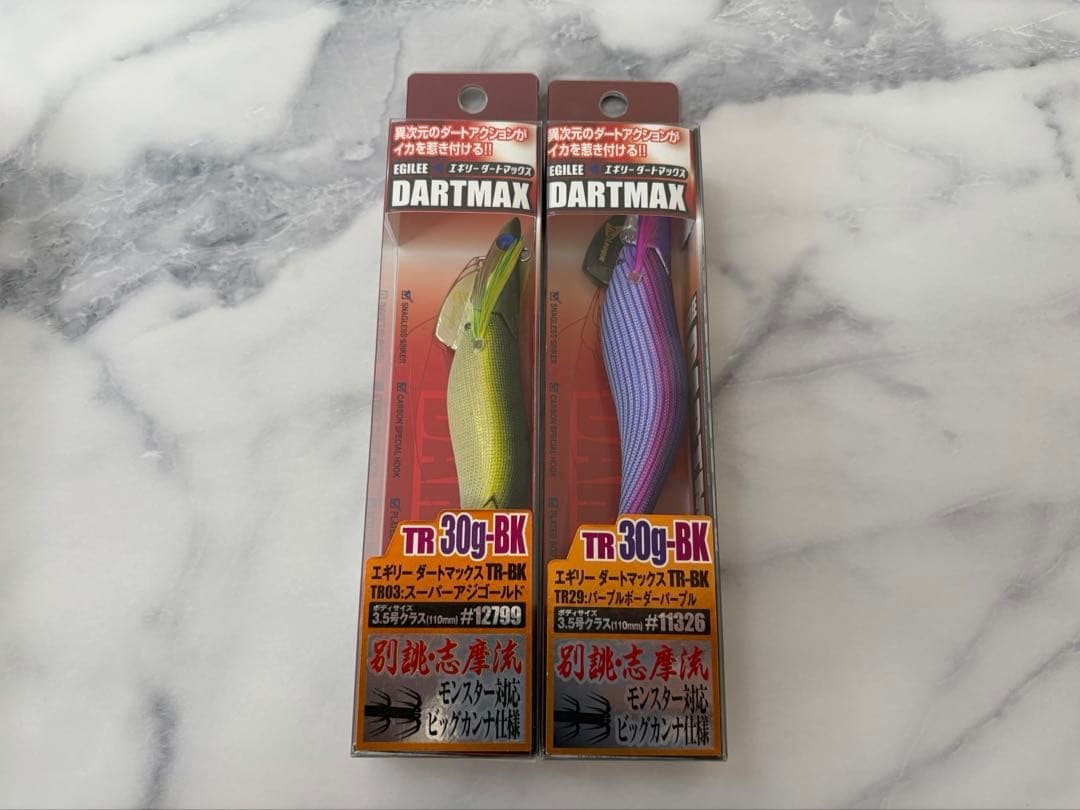 異次元のダートアクションが
イカを惹き付ける!!
EGILEE エギリー ダートマックス
DARTMAX
SNAGLESS SINKER
CARBON SPECIAL HOOK
TR 30g-BK
エギリー ダートマックス TR-BK
TR03:スーパーアジゴールド
ボディサイズ
3.5号クラス(110mm) #12799
別誂・志摩流
モンスター対応
ビッグカンナ仕様
異次元のダートアクションが
イカを惹き付ける!!
EGILEE エギリー ダートマックス
DARTMAX
SNAGLESS SINKER
CARBON SPECIAL HOOK
TR 30g-BK
エギリー ダートマックス TR-BK
TR29:パープルボーダーパープル
ボディサイズ
3.5号クラス(110mm) #11326
別誂・志摩流
モンスター対応
ビッグカンナ仕様